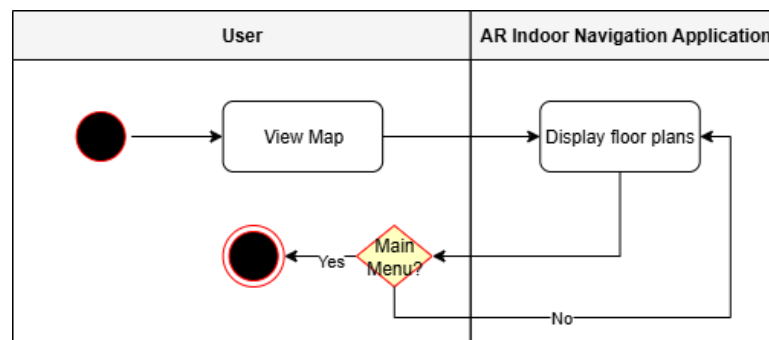 User
AR Indoor Navigation Application
View Map
Display floor plans
Main
Menu?
Yes
No